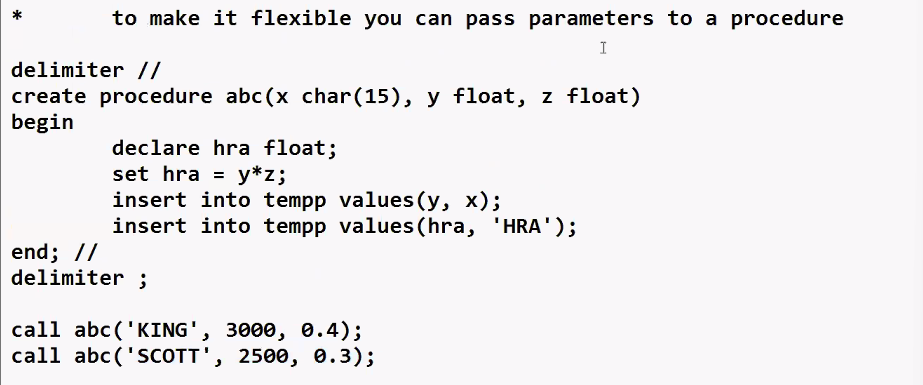 * to make it flexible you can pass parameters to a procedure
delimiter //
create procedure abc(x char(15), y float, z float)
begin
declare hra float;
set hra = y*z;
insert into tempp values(y, x);
insert into tempp values(hra, 'HRA');
end; //
delimiter ;
call abc('KING', 3000, 0.4);
call abc('SCOTT', 2500, 0.3);